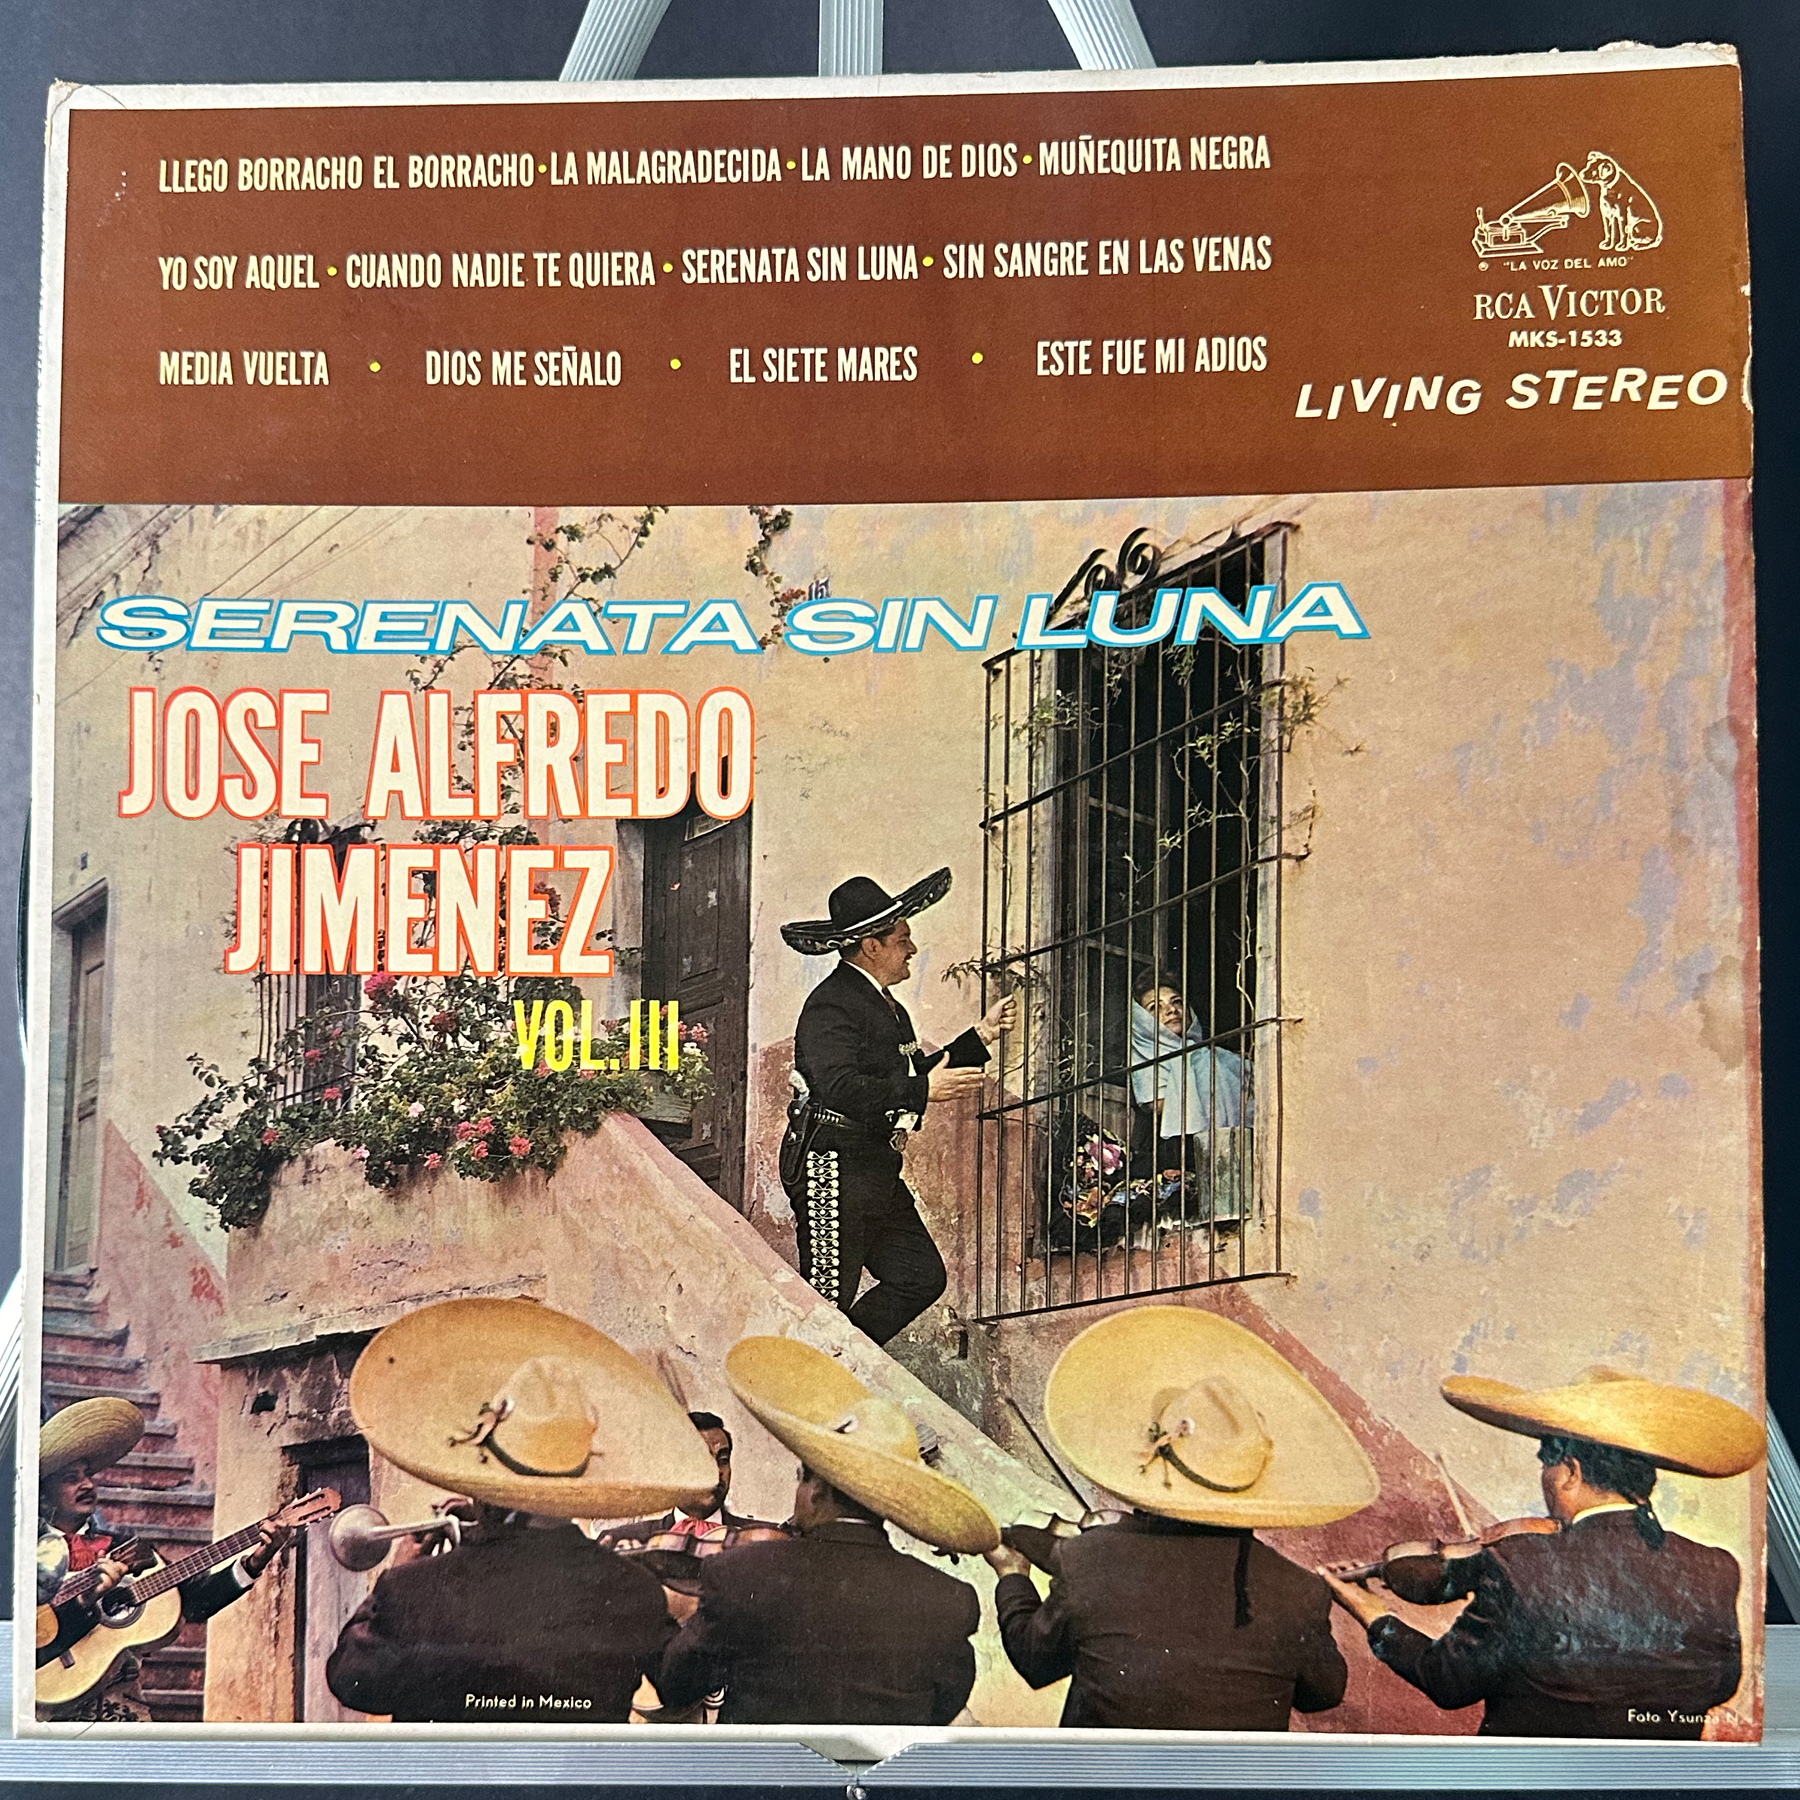 LLEGO BORRACHO EL BORRACHO • LA MALAGRADECIDA • LA MANO DE DIOS • MUÑEQUITA NEGRA
YO SOY AQUEL • CUANDO NADIE TE QUIERA • SERENATA SIN LUNA • SIN SANGRE EN LAS VENAS
MEDIA VUELTA • DIOS ME SEÑALO • EL SIETE MARES • ESTE FUE MI ADIOS
® "LA VOZ DEL AMO"
RCA VICTOR
MKS-1533
LIVING STEREO
SERENATA SIN LUNA
JOSE ALFREDO
JIMENEZ
VOL. III
Printed in Mexico
Foto Ysunza N.